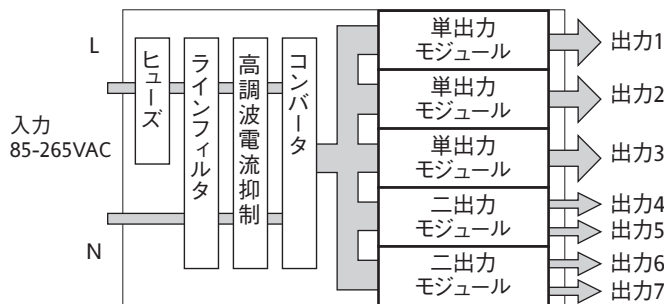 L
入力
85-265VAC
N
ヒューズ
ラインフィルタ
高調波電流抑制
コンバータ
単出力
モジュール
単出力
モジュール
単出力
モジュール
二出力
モジュール
二出力
モジュール
出力1
出力2
出力3
出力4
出力5
出力6
出力7